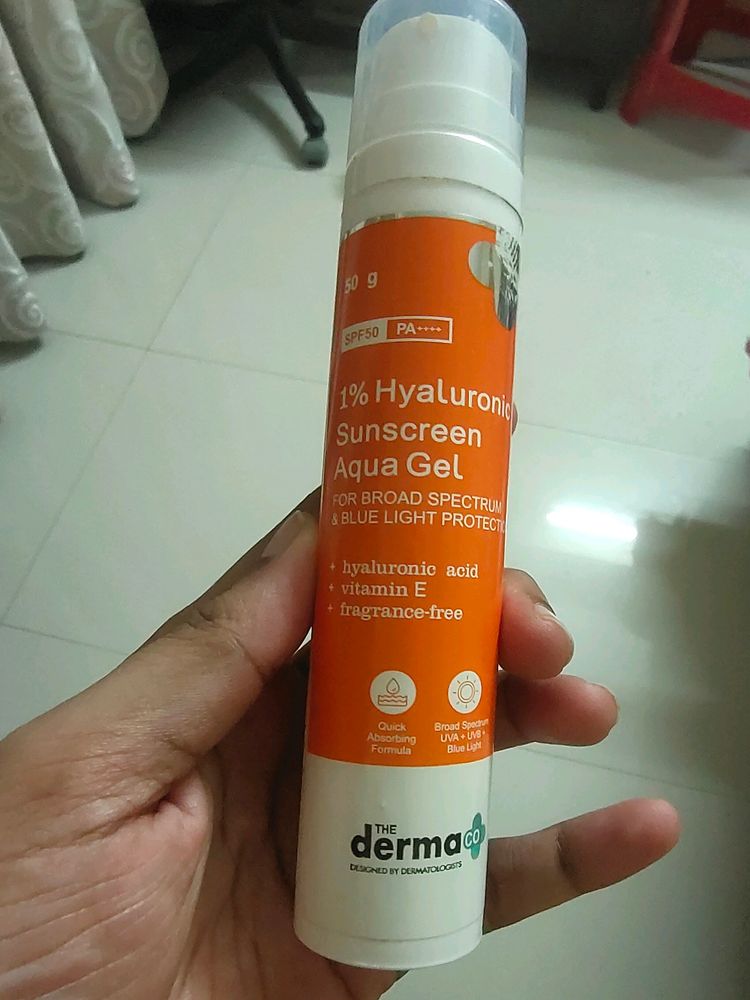 50 g
SPF50 PA++++
1% Hyaluronic
Sunscreen
Aqua Gel
FOR BROAD SPECTRUM
& BLUE LIGHT PROTECTIO
+ hyaluronic acid
+ vitamin E
+ fragrance-free
Quick
Absorbing
Formula
Broad Spectrum
UVA + UVB +
Blue Light
THE
derma co
DESIGNED BY DERMATOLOGISTS